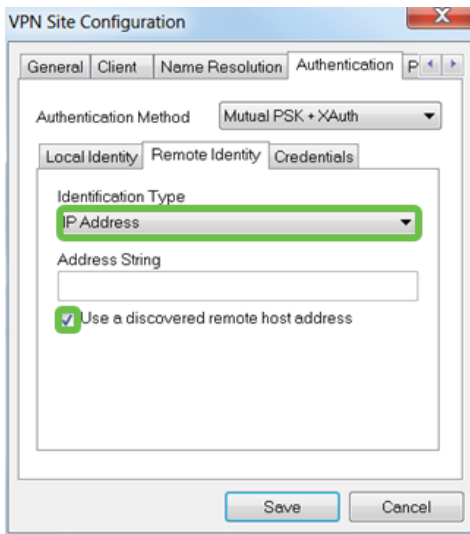 VPN Site Configuration
General Client Name Resolution Authentication P
Authentication Method Mutual PSK + XAuth
Local Identity Remote Identity Credentials
Identification Type
IP Address
Address String
Use a discovered remote host address
Save Cancel